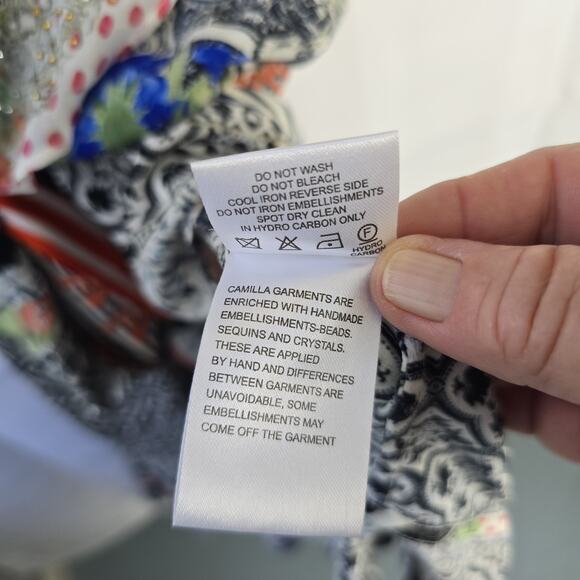 DO NOT WASH
DO NOT BLEACH
COOL IRON REVERSE SIDE
DO NOT IRON EMBELLISHMENTS
SPOT DRY CLEAN
IN HYDRO CARBON ONLY
F
HYDRO
CARBON
CAMILLA GARMENTS ARE
ENRICHED WITH HANDMADE
EMBELLISHMENTS-BEADS.
SEQUINS AND CRYSTALS.
THESE ARE APPLIED
BY HAND AND DIFFERENCES
BETWEEN GARMENTS ARE
UNAVOIDABLE, SOME
EMBELLISHMENTS MAY
COME OFF THE GARMENT